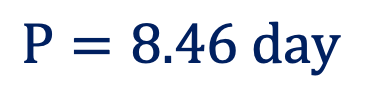 P = 8.46 day